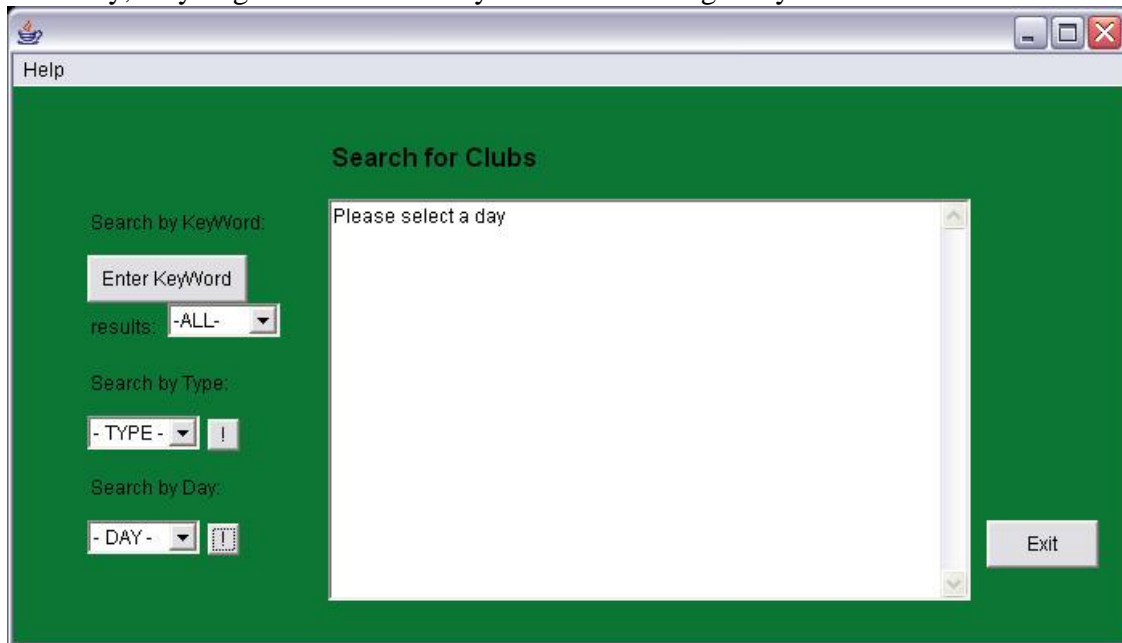 Help
Search for Clubs
Search by KeyWord:
Please select a day
Enter KeyWord
results: -ALL-
Search by Type:
- TYPE - !
Search by Day:
- DAY - !
Exit